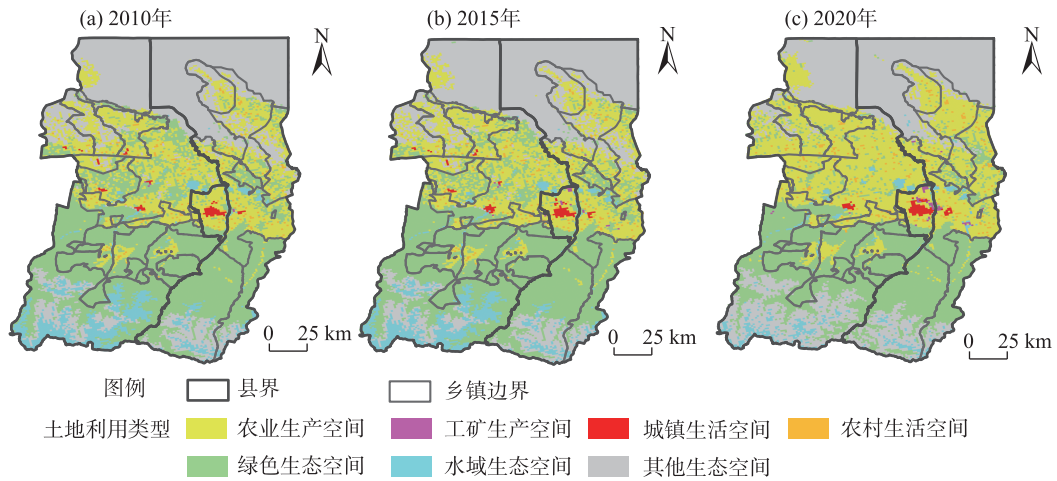 (a) 2010年
(b) 2015年
(c) 2020年
N
N
N
0 25 km
0 25 km
0 25 km
图例 县界 乡镇边界
土地利用类型 农业生产空间 工矿生产空间 城镇生活空间 农村生活空间
绿色生态空间 水域生态空间 其他生态空间